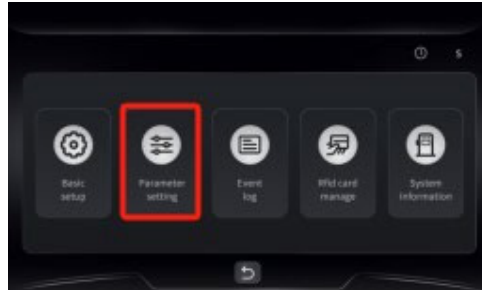 S
Basic
setup
Parameter
setting
Event
log
Rfid card
manage
System
information